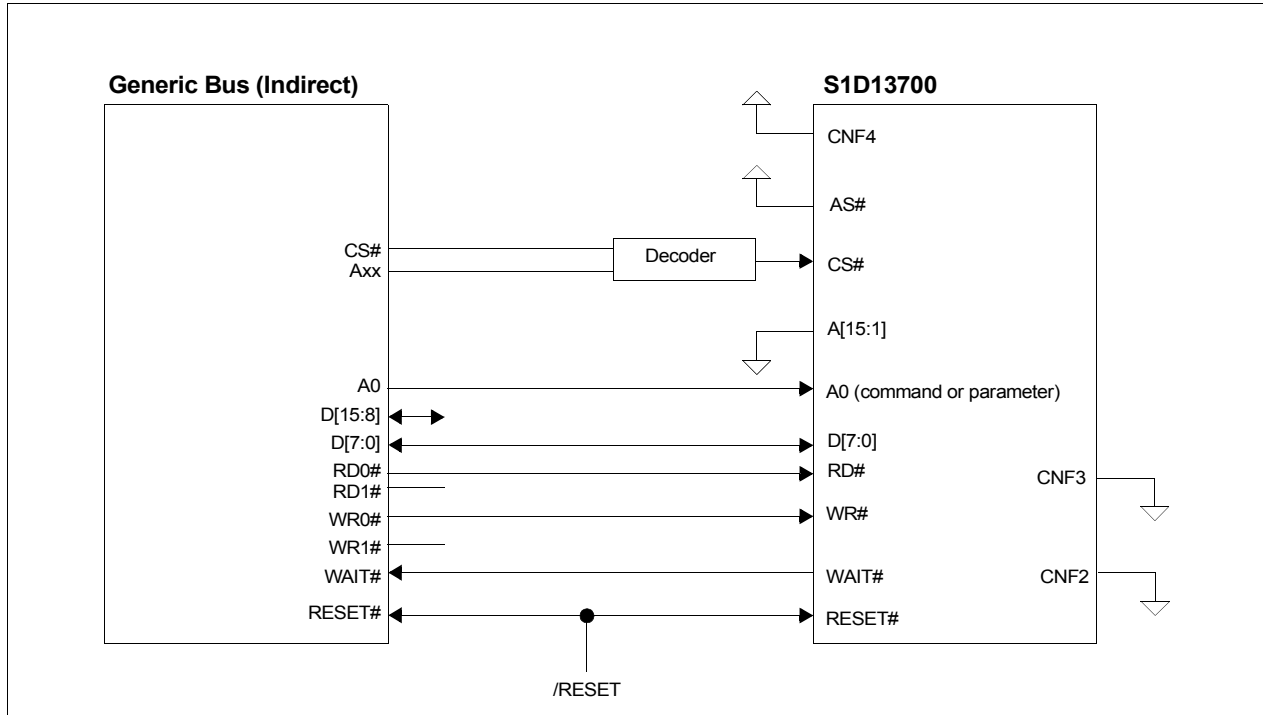 Generic Bus (Indirect)
S1D13700
CNF4
AS#
CS#
Axx
Decoder
CS#
A[15:1]
A0
A0 (command or parameter)
D[15:8]
D[7:0]
D[7:0]
RD0#
RD#
RD1#
CNF3
WR0#
WR#
WR1#
WAIT#
WAIT#
CNF2
RESET#
RESET#
/RESET